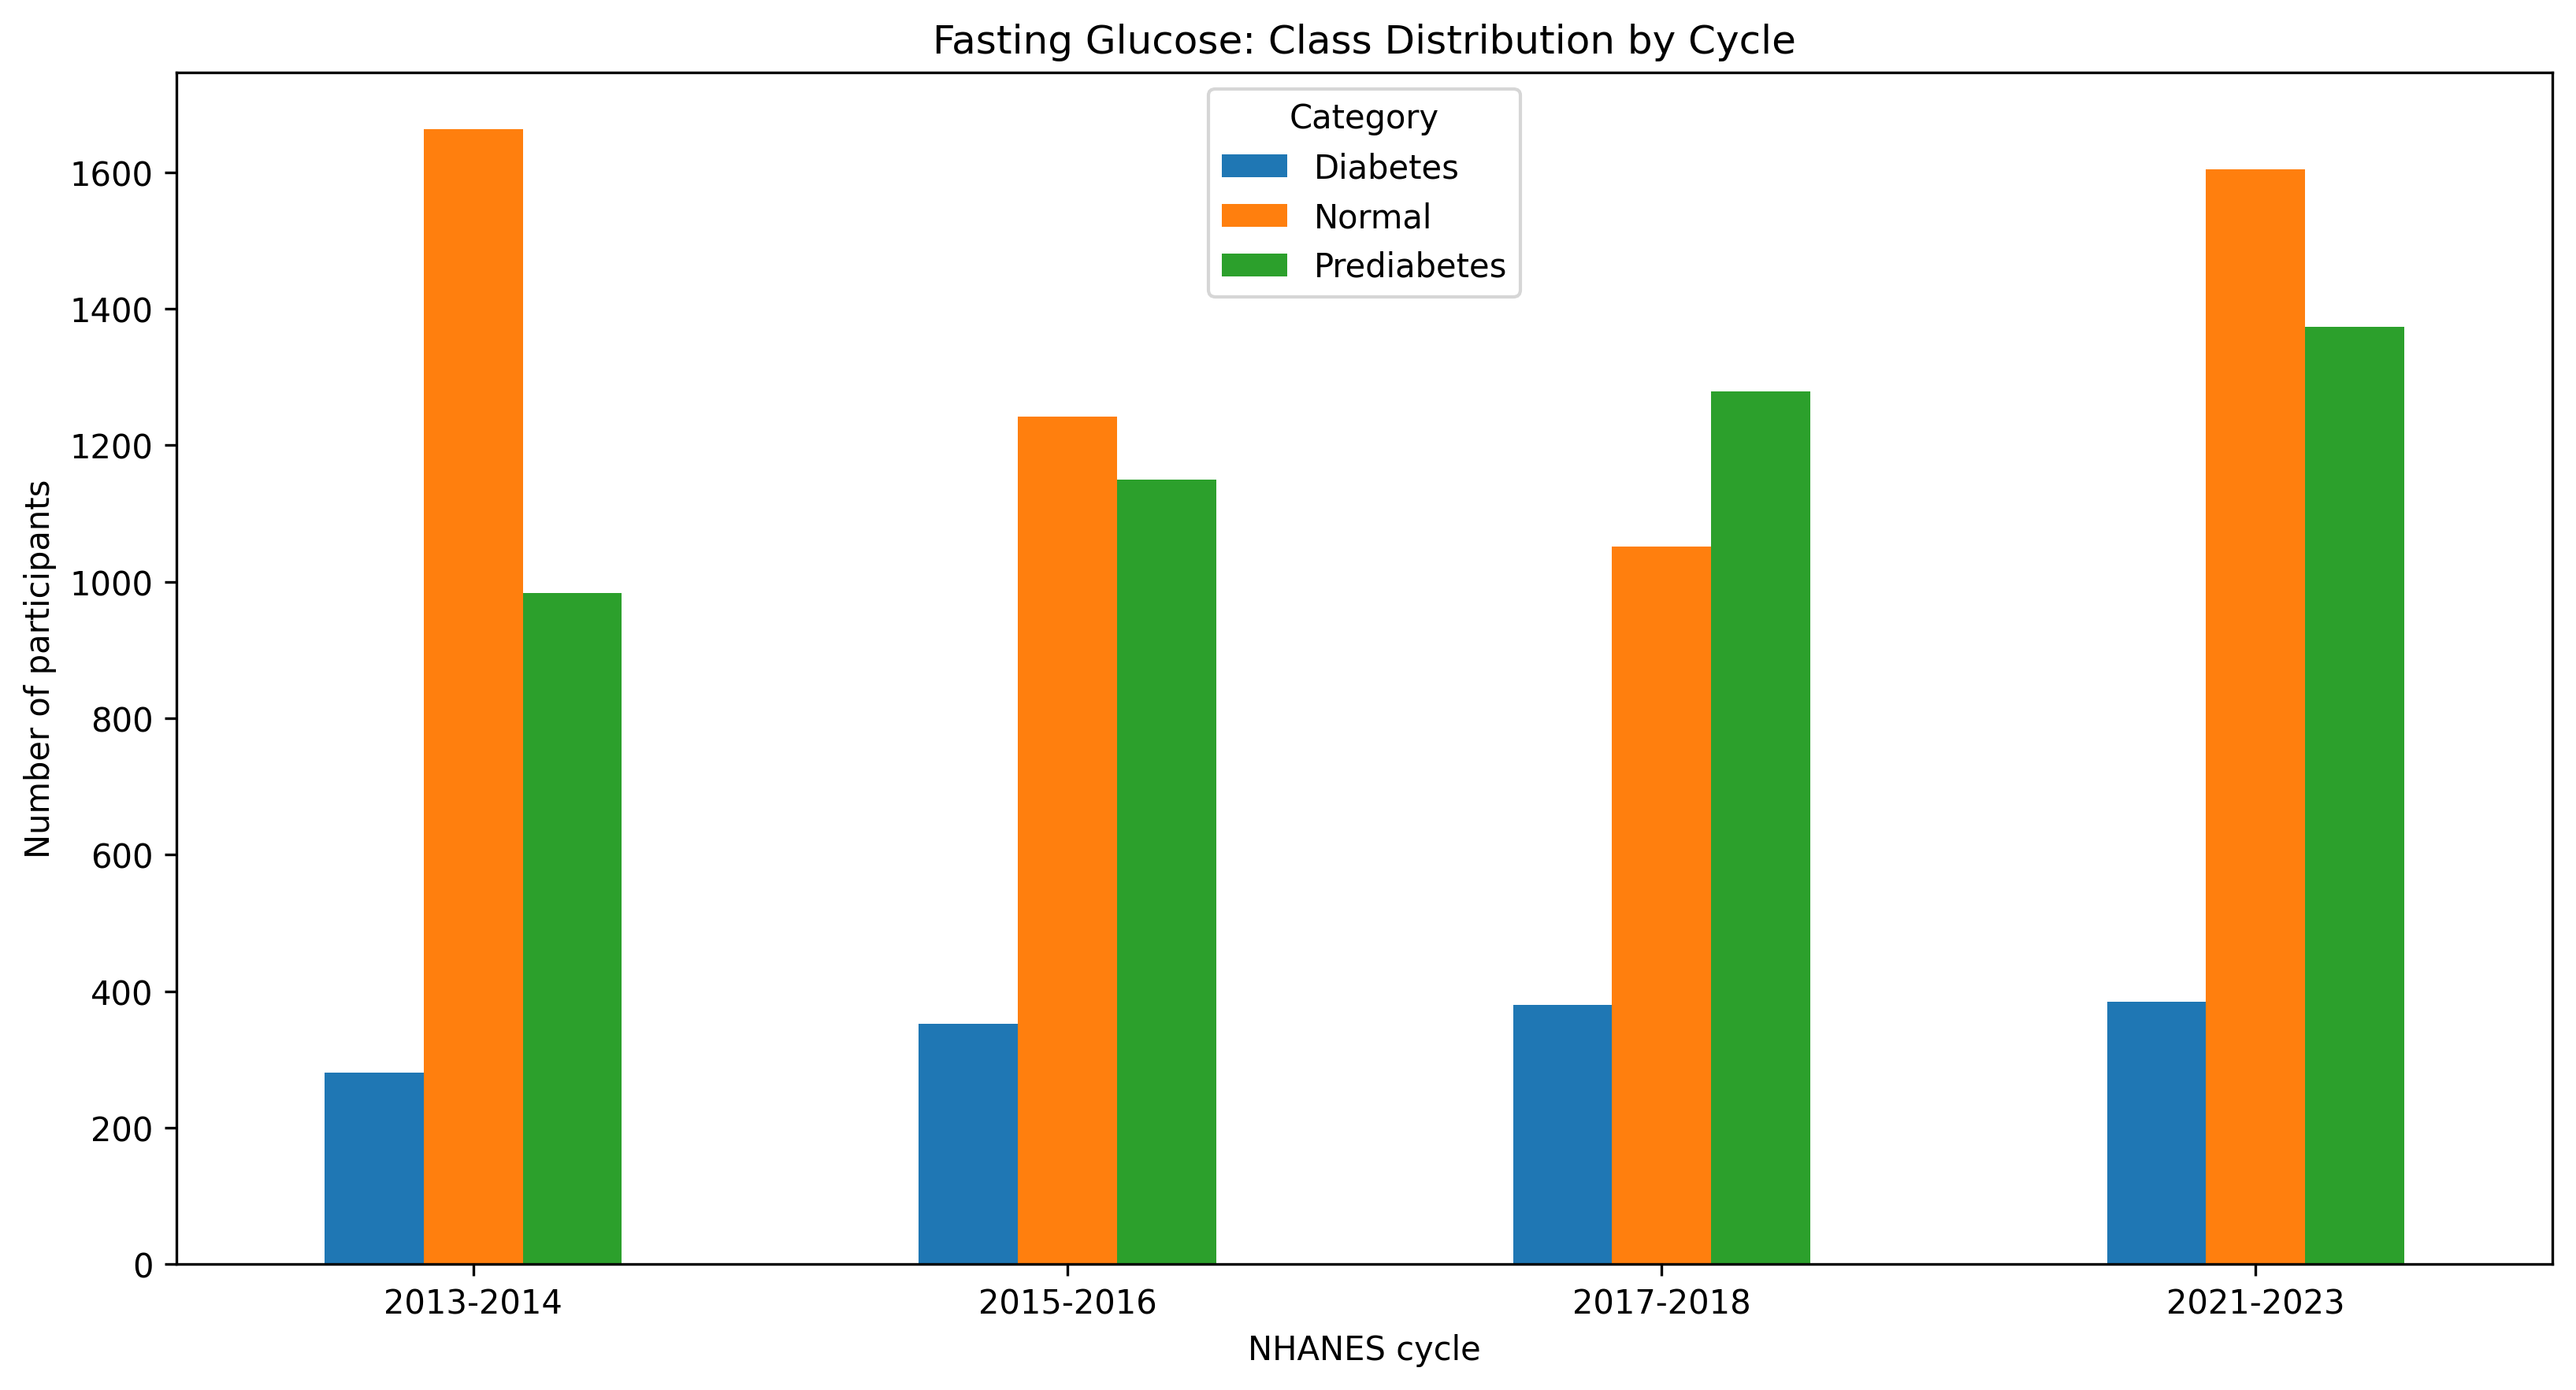 Fasting Glucose: Class Distribution by Cycle
Category
Diabetes
Normal
Prediabetes
Number of participants
1600
1400
1200
1000
800
600
400
200
0
2013-2014 2015-2016 2017-2018 2021-2023
NHANES cycle